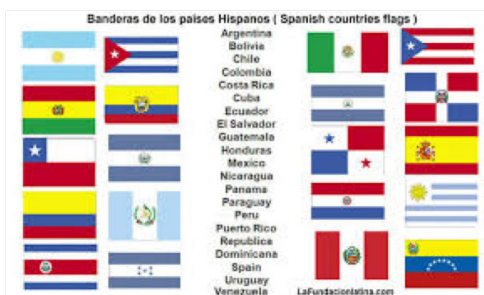 Banderas de los paises Hispanos ( Spanish countries flags )
Argentina
Bolivia
Chile
Colombia
Costa Rica
Cuba
Ecuador
El Salvador
Guatemala
Honduras
Mexico
Nicaragua
Panama
Paraguay
Peru
Puerto Rico
Republica
Dominicana
Spain
Uruguay
Venezuela
LaFundacionlatina.com